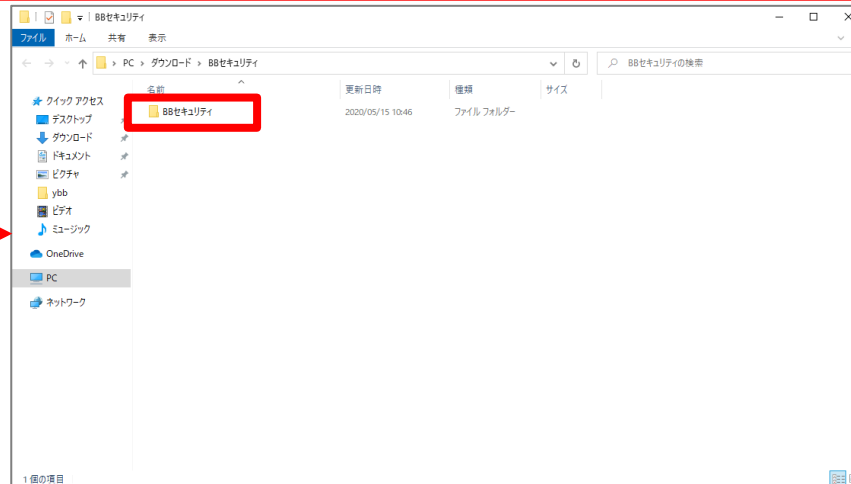 BBセキュリティ
ファイル ホーム 共有 表示
PC › ダウンロード › BBセキュリティ BBセキュリティの検索
名前 更新日時 種類 サイズ
クイック アクセス
BBセキュリティ 2020/05/15 10:46 ファイル フォルダー
デスクトップ
ダウンロード
ドキュメント
ピクチャ
ybb
ビデオ
ミュージック
OneDrive
PC
ネットワーク
1 個の項目